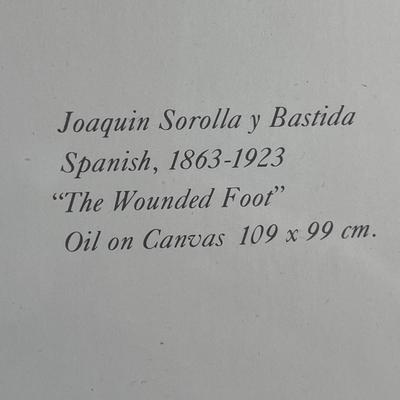 Joaquin Sorolla y Bastida
Spanish, 1863-1923
“The Wounded Foot”
Oil on Canvas 109 x 99 cm.